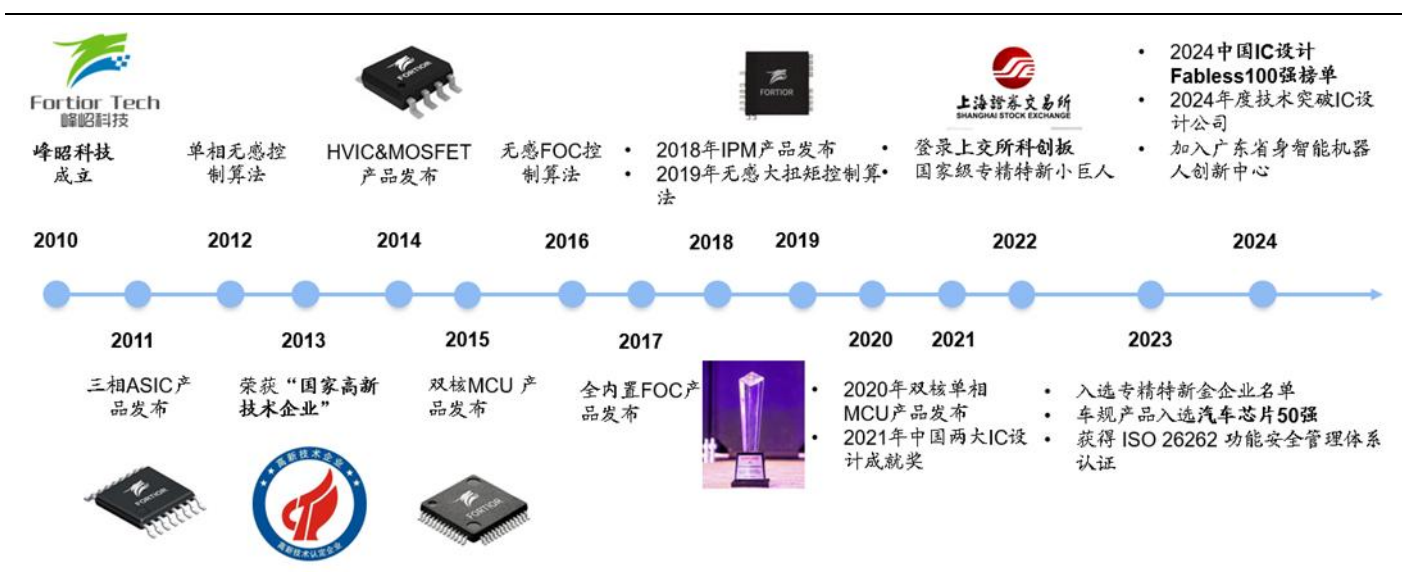 Fortior Tech
峰岹科技
峰岹科技
成立
单相无感控
制算法
FORTIOR
HVIC&MOSFET
产品发布
无感FOC控
制算法
FORTIOR
• 2018年IPM产品发布
• 2019年无感大扭矩控制算
法
上海證券交易所
SHANGHAI STOCK EXCHANGE
• 登录上交所科创板
• 国家级专精特新小巨人
• 2024中国IC设计
Fabless100强榜单
• 2024年度技术突破IC设
计公司
• 加入广东省身智能机器
人创新中心
2010
2012
2014
2016
2018
2019
2022
2024
2011
2013
2015
2017
2020
2021
2023
三相ASIC产
品发布
荣获“国家高新
技术企业”
双核MCU 产
品发布
全内置FOC产
品发布
• 2020年双核单相
MCU产品发布
• 2021年中国两大IC设
计成就奖
• 入选专精特新金企业名单
• 车规产品入选汽车芯片50强
• 获得 ISO 26262 功能安全管理体系
认证
FORTIOR
高新技术企业
高新技术认定企业
FORTIOR